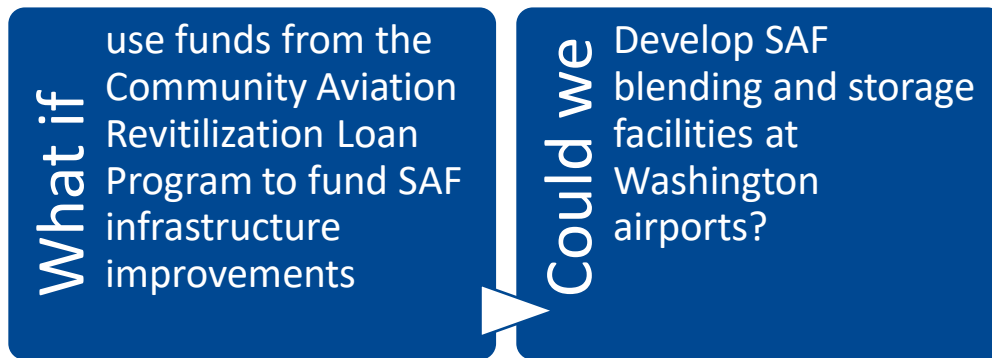 What if
use funds from the
Community Aviation
Revitilization Loan
Program to fund SAF
infrastructure
improvements
Could we
Develop SAF
blending and storage
facilities at
Washington
airports?